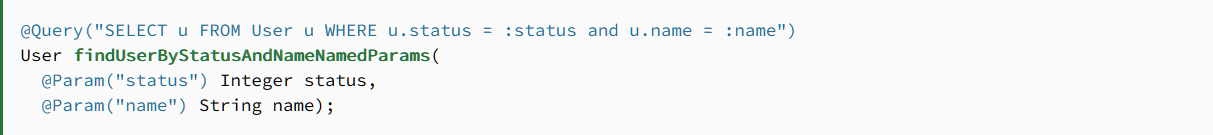 @Query("SELECT u FROM User u WHERE u.status = :status and u.name = :name")
User findUserByStatusAndNameNamedParams(
  @Param("status") Integer status,
  @Param("name") String name);